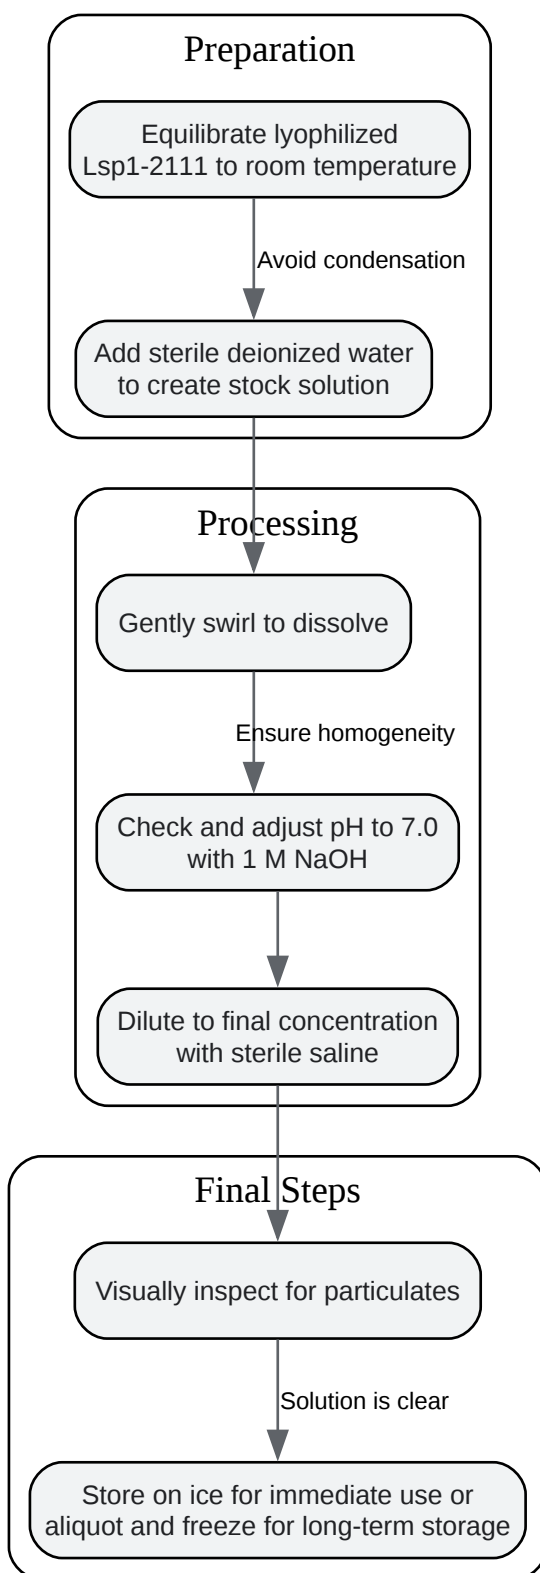 Preparation
Equilibrate lyophilized
Lsp1-2111 to room temperature
Avoid condensation
Add sterile deionized water
to create stock solution
Processing
Gently swirl to dissolve
Ensure homogeneity
Check and adjust pH to 7.0
with 1 M NaOH
Dilute to final concentration
with sterile saline
Final Steps
Visually inspect for particulates
Solution is clear
Store on ice for immediate use or
aliquot and freeze for long-term storage